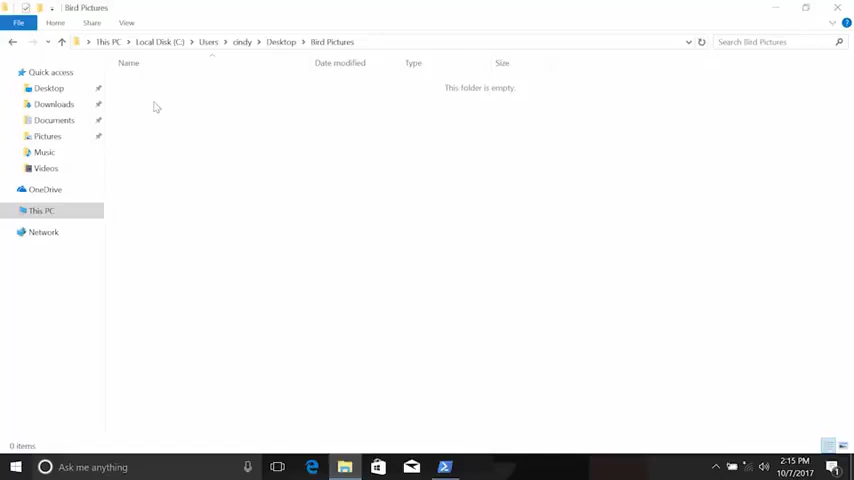 Bird Pictures
File Home Share View
This PC Local Disk (C:) Users cindy Desktop Bird Pictures
Search Bird Pictures
Name Date modified Type Size
This folder is empty.
Quick access
Desktop
Downloads
Documents
Pictures
Music
Videos
OneDrive
This PC
Network
0 items
Ask me anything
2:15 PM
10/7/2017
1